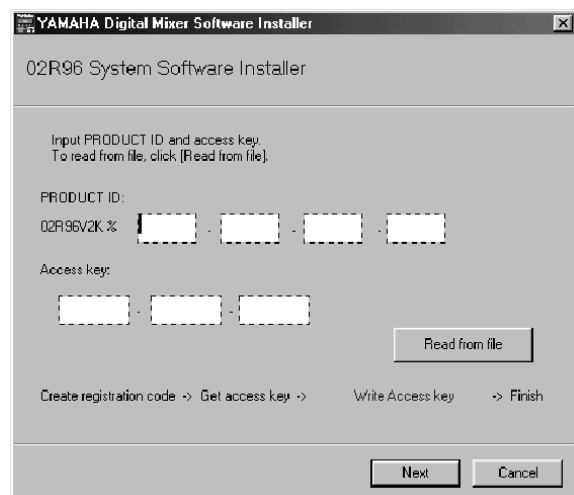 YAMAHA Digital Mixer Software Installer
02R96 System Software Installer
Input PRODUCT ID and access key.
To read from file, click [Read from file].
PRODUCT ID:
02R96V2K % - - -
Access key:
- -
Read from file
Create registration code -> Get access key -> Write Access key -> Finish
Next Cancel